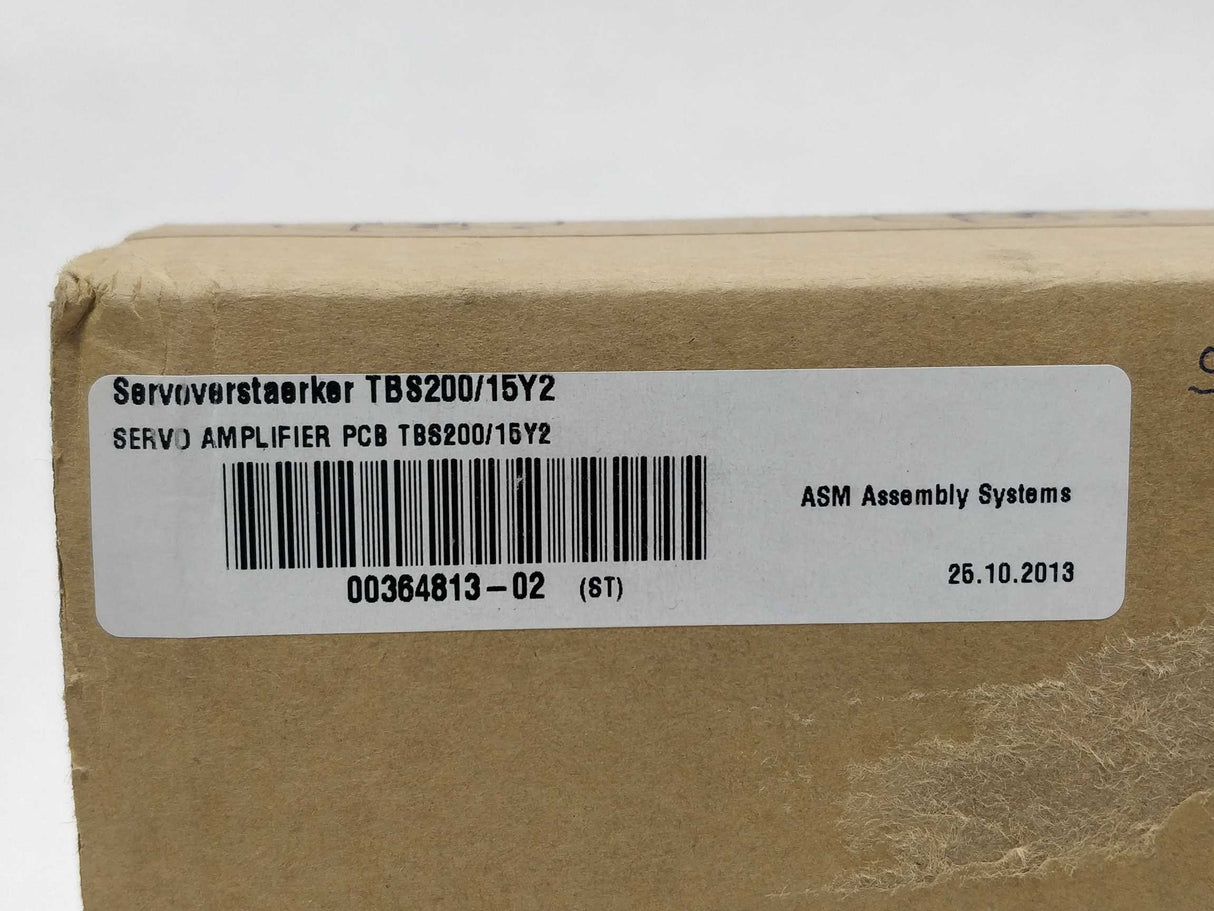 Servoverstaerker TBS200/15Y2
SERVO AMPLIFIER PCB TBS200/15Y2
ASM Assembly Systems
00364813-02 (ST)
25.10.2013